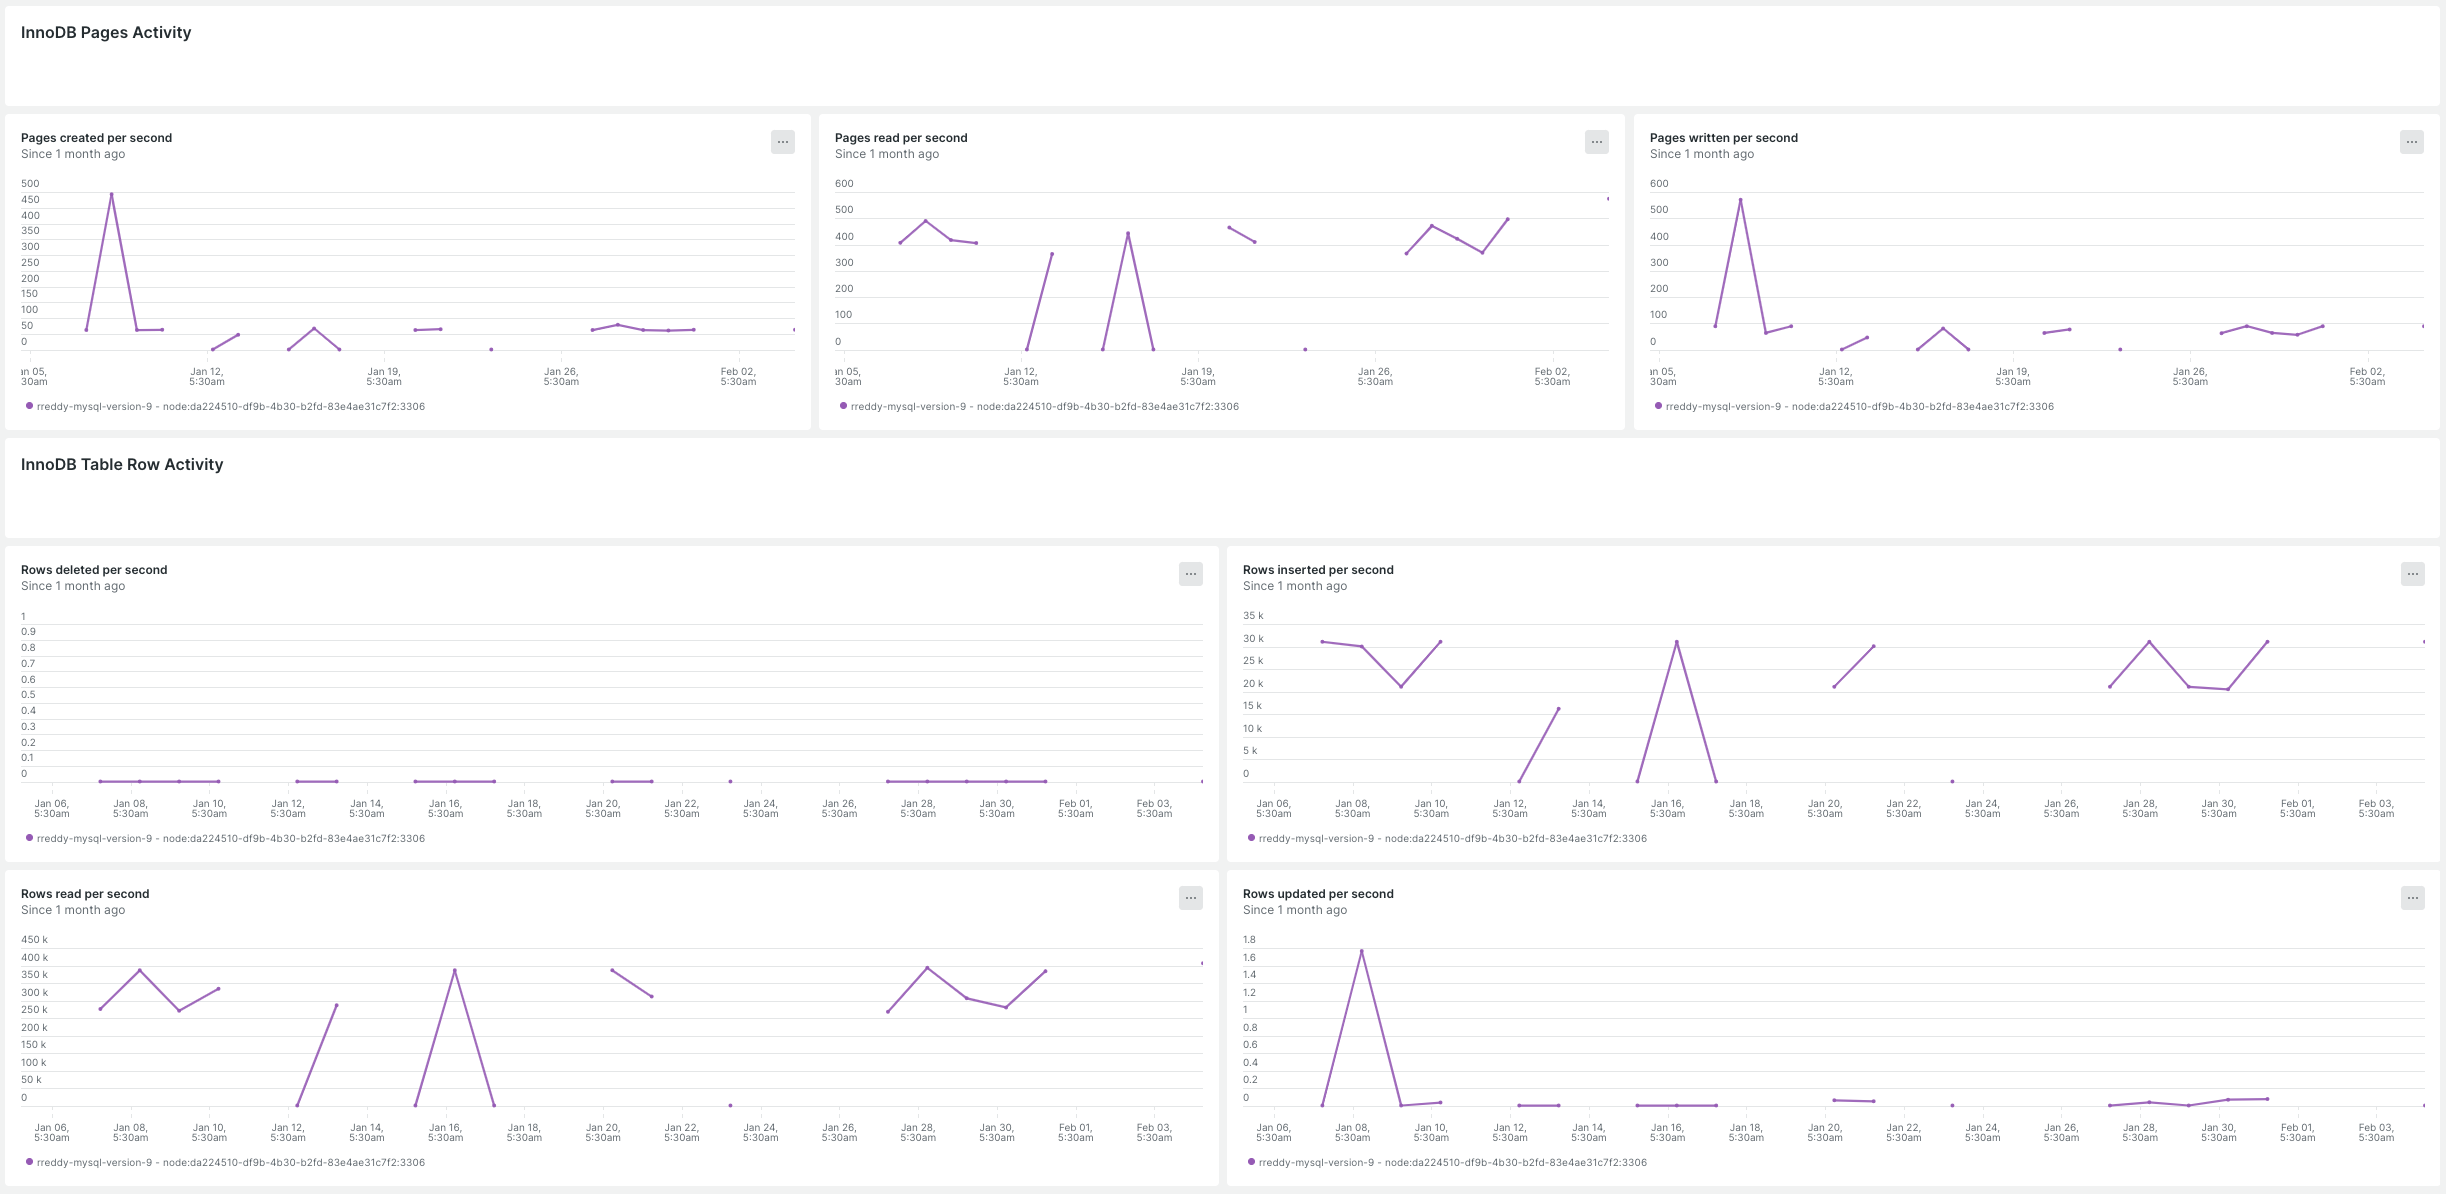 InnoDB Pages Activity
Pages created per second
Since 1 month ago
...
500
450
400
350
300
250
200
150
100
50
0
n 05,
30am
Jan 12,
5:30am
Jan 19,
5:30am
Jan 26,
5:30am
Feb 02,
5:30am
rreddy-mysql-version-9 - node:da224510-df9b-4b30-b2fd-83e4ae31c7f2:3306
Pages read per second
Since 1 month ago
...
600
500
400
300
200
100
0
n 05,
30am
Jan 12,
5:30am
Jan 19,
5:30am
Jan 26,
5:30am
Feb 02,
5:30am
rreddy-mysql-version-9 - node:da224510-df9b-4b30-b2fd-83e4ae31c7f2:3306
Pages written per second
Since 1 month ago
...
600
500
400
300
200
100
0
n 05,
30am
Jan 12,
5:30am
Jan 19,
5:30am
Jan 26,
5:30am
Feb 02,
5:30am
rreddy-mysql-version-9 - node:da224510-df9b-4b30-b2fd-83e4ae31c7f2:3306
InnoDB Table Row Activity
Rows deleted per second
Since 1 month ago
...
1
0.9
0.8
0.7
0.6
0.5
0.4
0.3
0.2
0.1
0
Jan 06,
5:30am
Jan 08,
5:30am
Jan 10,
5:30am
Jan 12,
5:30am
Jan 14,
5:30am
Jan 16,
5:30am
Jan 18,
5:30am
Jan 20,
5:30am
Jan 22,
5:30am
Jan 24,
5:30am
Jan 26,
5:30am
Jan 28,
5:30am
Jan 30,
5:30am
Feb 01,
5:30am
Feb 03,
5:30am
rreddy-mysql-version-9 - node:da224510-df9b-4b30-b2fd-83e4ae31c7f2:3306
Rows inserted per second
Since 1 month ago
...
35 k
30 k
25 k
20 k
15 k
10 k
5 k
0
Jan 06,
5:30am
Jan 08,
5:30am
Jan 10,
5:30am
Jan 12,
5:30am
Jan 14,
5:30am
Jan 16,
5:30am
Jan 18,
5:30am
Jan 20,
5:30am
Jan 22,
5:30am
Jan 24,
5:30am
Jan 26,
5:30am
Jan 28,
5:30am
Jan 30,
5:30am
Feb 01,
5:30am
Feb 03,
5:30am
rreddy-mysql-version-9 - node:da224510-df9b-4b30-b2fd-83e4ae31c7f2:3306
Rows read per second
Since 1 month ago
...
450 k
400 k
350 k
300 k
250 k
200 k
150 k
100 k
50 k
0
Jan 06,
5:30am
Jan 08,
5:30am
Jan 10,
5:30am
Jan 12,
5:30am
Jan 14,
5:30am
Jan 16,
5:30am
Jan 18,
5:30am
Jan 20,
5:30am
Jan 22,
5:30am
Jan 24,
5:30am
Jan 26,
5:30am
Jan 28,
5:30am
Jan 30,
5:30am
Feb 01,
5:30am
Feb 03,
5:30am
rreddy-mysql-version-9 - node:da224510-df9b-4b30-b2fd-83e4ae31c7f2:3306
Rows updated per second
Since 1 month ago
...
1.8
1.6
1.4
1.2
1
0.8
0.6
0.4
0.2
0
Jan 06,
5:30am
Jan 08,
5:30am
Jan 10,
5:30am
Jan 12,
5:30am
Jan 14,
5:30am
Jan 16,
5:30am
Jan 18,
5:30am
Jan 20,
5:30am
Jan 22,
5:30am
Jan 24,
5:30am
Jan 26,
5:30am
Jan 28,
5:30am
Jan 30,
5:30am
Feb 01,
5:30am
Feb 03,
5:30am
rreddy-mysql-version-9 - node:da224510-df9b-4b30-b2fd-83e4ae31c7f2:3306